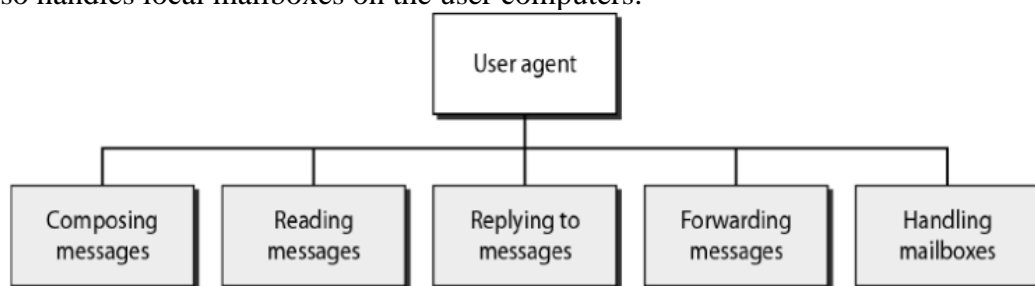 so handles local mailboxes on the user computers.
User agent
Composing
messages
Reading
messages
Replying to
messages
Forwarding
messages
Handling
mailboxes